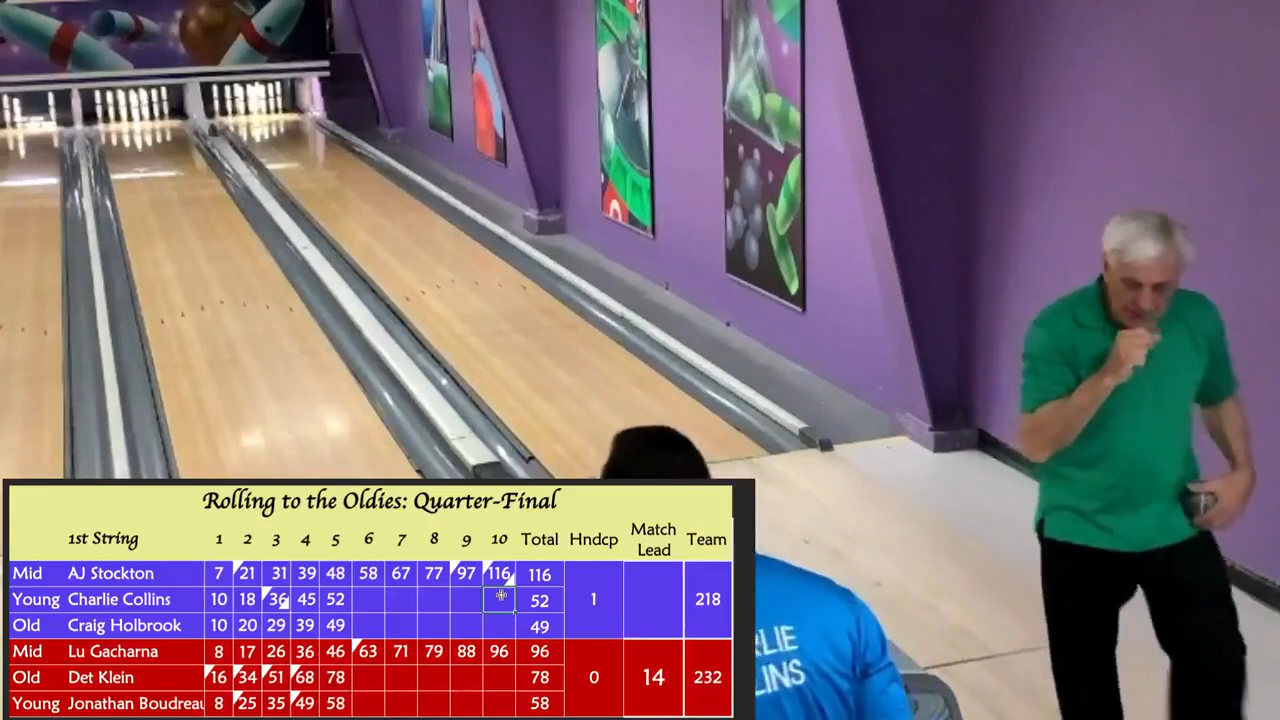 Rolling to the Oldies: Quarter-Final
1st String 1 2 3 4 5 6 7 8 9 10 Total Hndcp Match Lead Team
Mid AJ Stockton 7 21 31 39 48 58 67 77 97 116 116
Young Charlie Collins 10 18 36 45 52 52 1 218
Old Craig Holbrook 10 20 29 39 49 49
Mid Lu Gacharna 8 17 26 36 46 63 71 79 88 96 96
Old Det Klein 16 34 51 68 78 78 0 14 232
Young Jonathan Boudreau 8 25 35 49 58 58
LIE
LINS